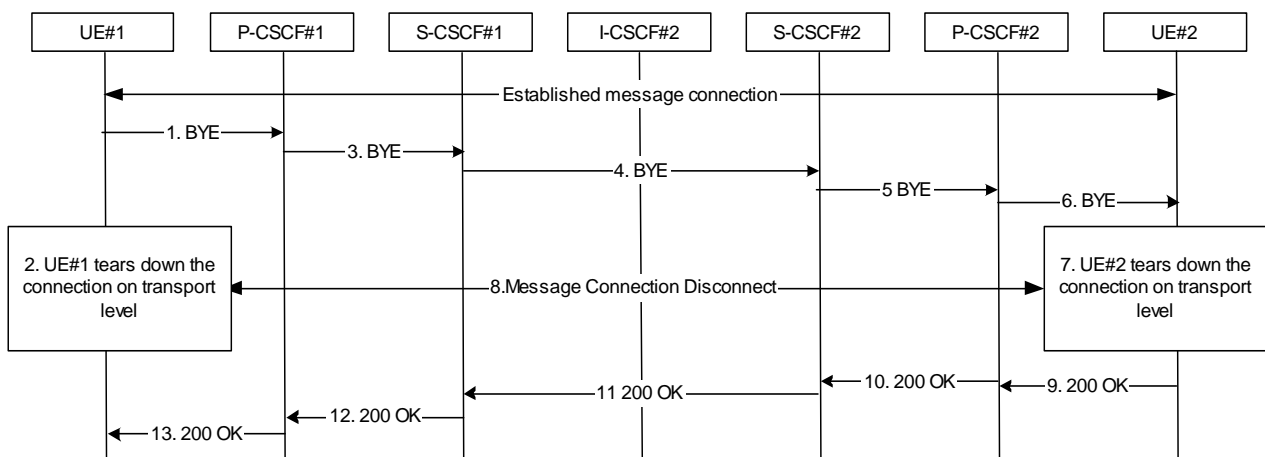 UE#1
P-CSCF#1
S-CSCF#1
I-CSCF#2
S-CSCF#2
P-CSCF#2
UE#2
Established message connection
1. BYE
3. BYE
4. BYE
5 BYE
6. BYE
2. UE#1 tears down the
connection on transport
level
8.Message Connection Disconnect
7. UE#2 tears down the
connection on transport
level
9. 200 OK
10. 200 OK
11 200 OK
12. 200 OK
13. 200 OK